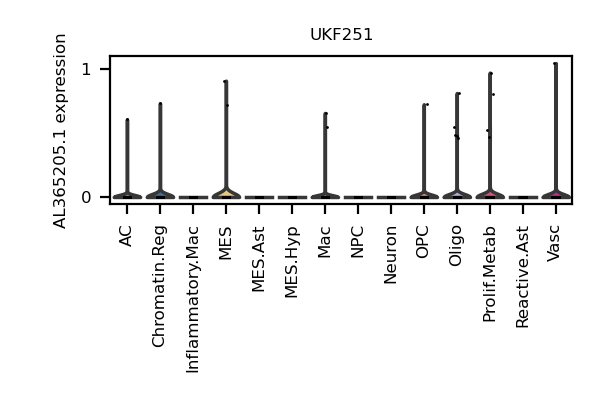 UKF251
AL365205.1 expression
1
0
AC
Chromatin.Reg
Inflammatory.Mac
MES
MES.Ast
MES.Hyp
Mac
NPC
Neuron
OPC
Oligo
Prolif.Metab
Reactive.Ast
Vasc